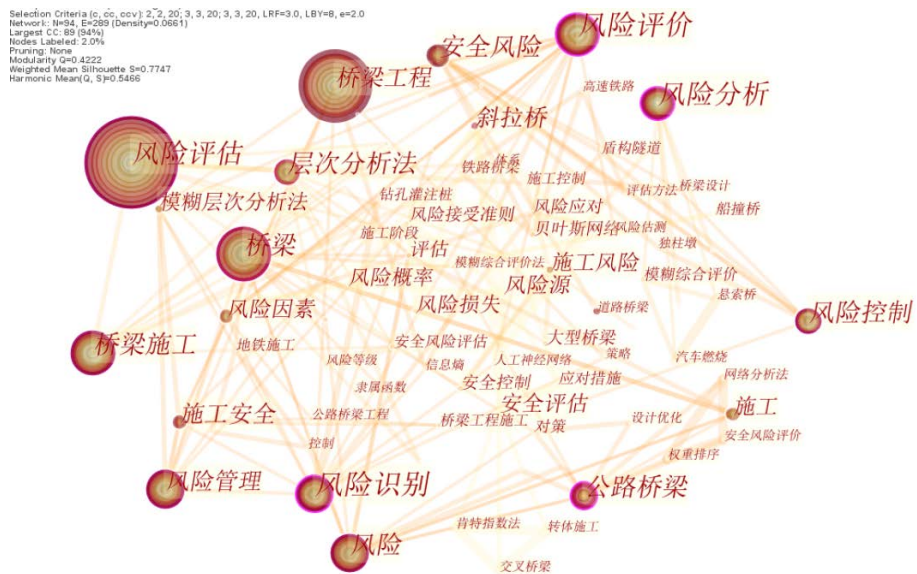 Selection Criteria (c, cc, ccv): 2, 2, 20; 3, 3, 20; 3, 3, 20, LRF=3.0, LBY=8, e=2.0
Network: N=94, E=289 (Density=0.0661)
Largest CC: 89 (94%)
Nodes Labeled: 2.0%
Pruning: None
Modularity Q=0.4222
Weighted Mean Silhouette S=0.7747
Harmonic Mean(Q, S)=0.5466
风险评价
安全风险
桥梁工程
高速铁路
风险分析
斜拉桥
风险评估
层次分析法
体系
盾构隧道
铁路桥梁
施工控制
评估方法
桥梁设计
模糊层次分析法
钻孔灌注桩
风险接受准则
风险应对
船撞桥
施工阶段
贝叶斯网络
风险估测
桥梁
评估
独柱墩
模糊综合评价法
施工风险
风险概率
风险源
模糊综合评价
悬索桥
风险因素
风险损失
道路桥梁
风险控制
桥梁施工
地铁施工
安全风险评估
大型桥梁
风险等级
信息熵
人工神经网络
策略
汽车燃烧
网络分析法
隶属函数
安全控制
应对措施
施工安全
公路桥梁工程
安全评估
施工
桥梁工程施工
对策
设计优化
安全风险评价
控制
权重排序
风险管理
风险识别
公路桥梁
肯特指数法
转体施工
风险
交叉桥梁